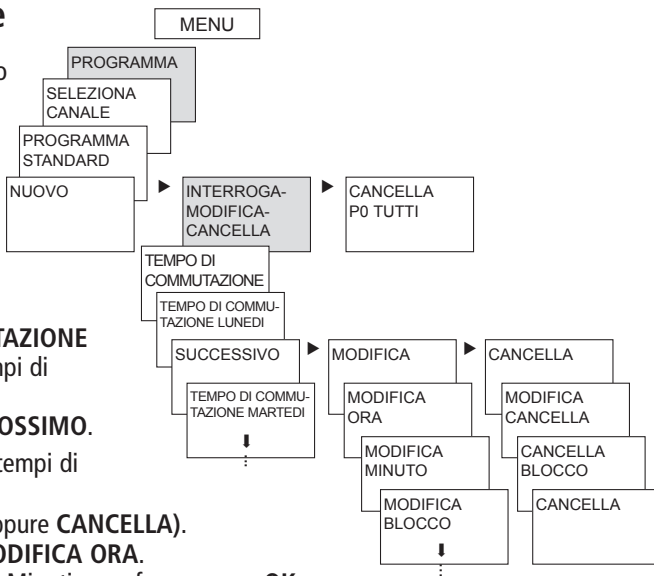 e
MENU
o
PROGRAMMA
SELEZIONA
CANALE
PROGRAMMA
STANDARD
NUOVO
INTERROGA-
MODIFICA-
CANCELLA
CANCELLA
P0 TUTTI
TEMPO DI
COMMUTAZIONE
TEMPO DI COMMU-
TAZIONE LUNEDI
SUCCESSIVO
TEMPO DI COMMU-
TAZIONE MARTEDI
MODIFICA
MODIFICA
ORA
MODIFICA
MINUTO
MODIFICA
BLOCCO
CANCELLA
MODIFICA
CANCELLA
CANCELLA
BLOCCO
CANCELLA
TAZIONE
npi di
OSSIMO.
tempi di
opure CANCELLA).
ODIFICA ORA.